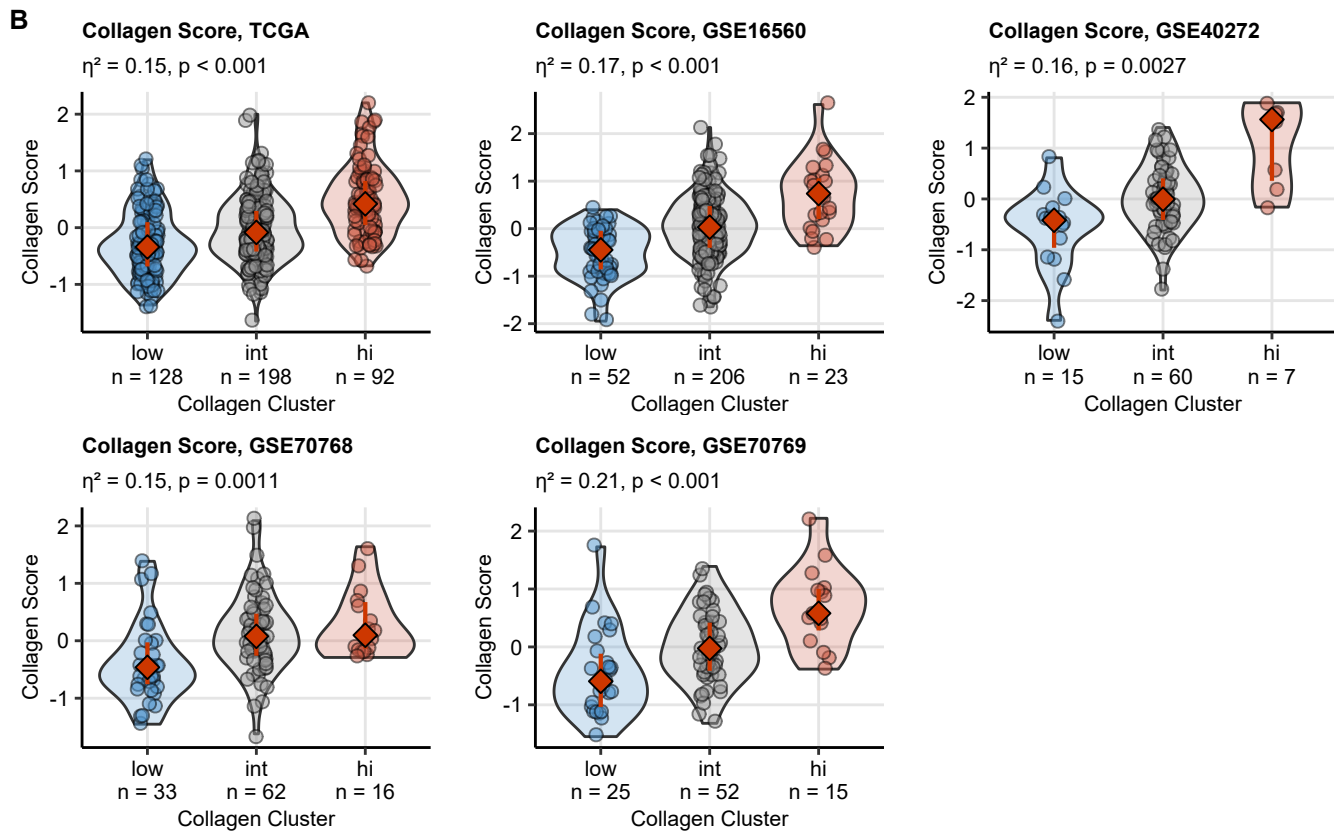 B
Collagen Score, TCGA
η² = 0.15, p < 0.001
Collagen Score
2
1
0
-1
low
int
hi
n = 128
n = 198
n = 92
Collagen Cluster
Collagen Score, GSE16560
η² = 0.17, p < 0.001
Collagen Score
2
1
0
-1
-2
low
int
hi
n = 52
n = 206
n = 23
Collagen Cluster
Collagen Score, GSE40272
η² = 0.16, p = 0.0027
Collagen Score
2
1
0
-1
-2
low
int
hi
n = 15
n = 60
n = 7
Collagen Cluster
Collagen Score, GSE70768
η² = 0.15, p = 0.0011
Collagen Score
2
1
0
-1
low
int
hi
n = 33
n = 62
n = 16
Collagen Cluster
Collagen Score, GSE70769
η² = 0.21, p < 0.001
Collagen Score
2
1
0
-1
low
int
hi
n = 25
n = 52
n = 15
Collagen Cluster